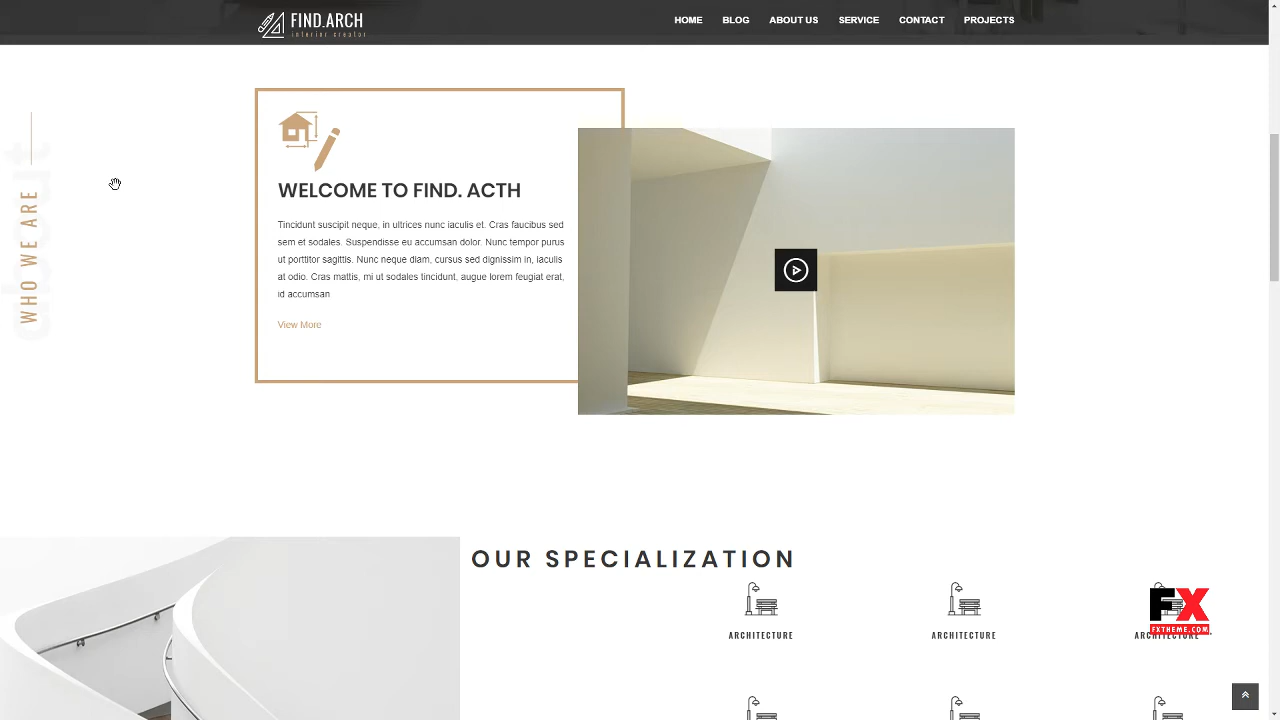 FIND.ARCH
interior creator
HOME BLOG ABOUT US SERVICE CONTACT PROJECTS
about
WHO WE ARE
WELCOME TO FIND. ACTH
Tincidunt suscipit neque, in ultrices nunc iaculis et. Cras faucibus sed
sem et sodales. Suspendisse eu accumsan dolor. Nunc tempor purus
ut porttitor sagittis. Nunc neque diam, cursus sed dignissim in, iaculis
at odio. Cras mattis, mi ut sodales tincidunt, augue lorem feugiat erat,
id accumsan
View More
OUR SPECIALIZATION
ARCHITECTURE ARCHITECTURE ARCHITECTURE
FX
FXTHEME.COM